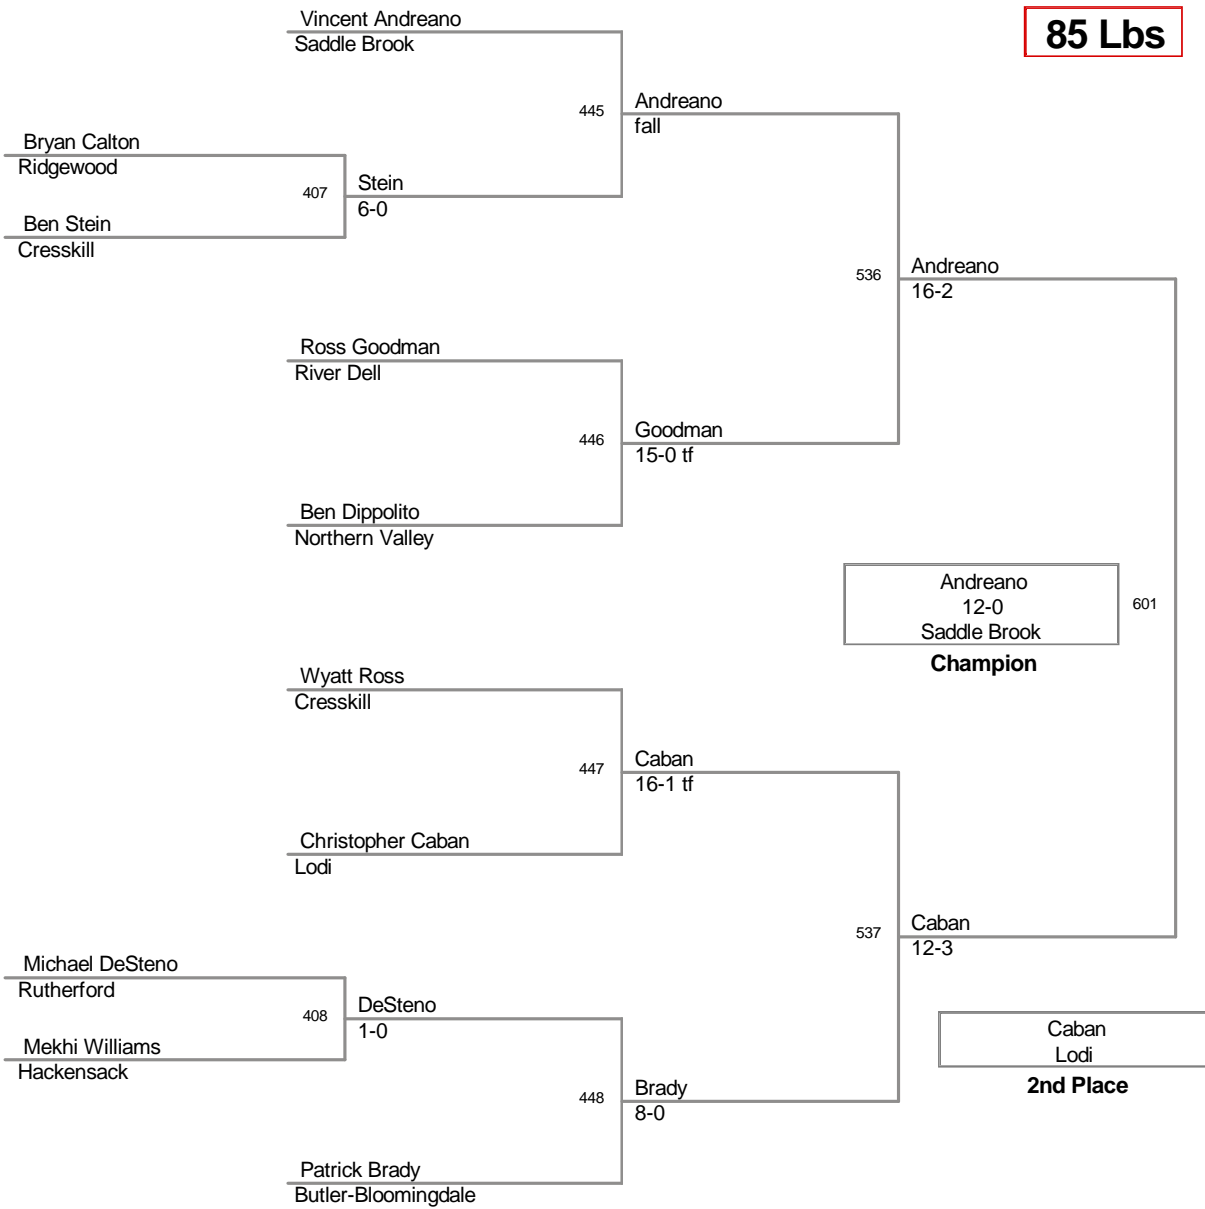 Vincent Andreano
Saddle Brook
85 Lbs
445
Andreano
fall
Bryan Calton
Ridgewood
407
Stein
6-0
Ben Stein
Cresskill
536
Andreano
16-2
Ross Goodman
River Dell
446
Goodman
15-0 tf
Ben Dippolito
Northern Valley
Andreano
12-0
Saddle Brook
601
Champion
Wyatt Ross
Cresskill
447
Caban
16-1 tf
Christopher Caban
Lodi
537
Caban
12-3
Michael DeSteno
Rutherford
408
DeSteno
1-0
Mekhi Williams
Hackensack
Caban
Lodi
2nd Place
448
Brady
8-0
Patrick Brady
Butler-Bloomingdale